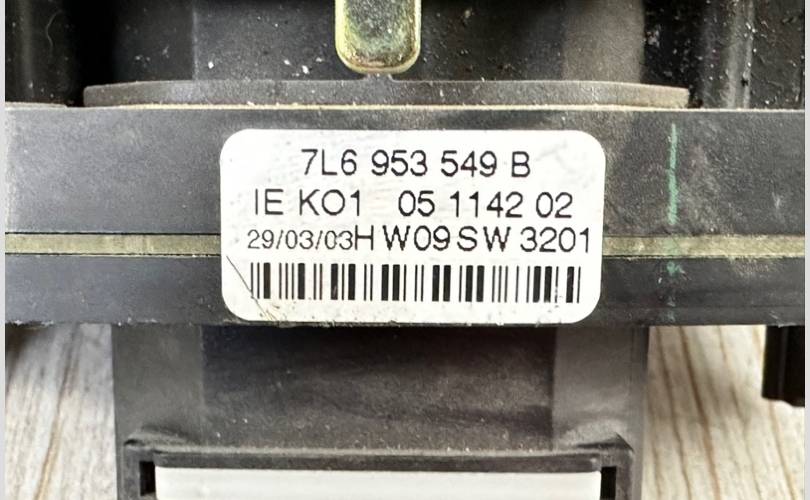 7L6 953 549 B
IE KO1 05 1142 02
29/03/03H W09 SW 3201